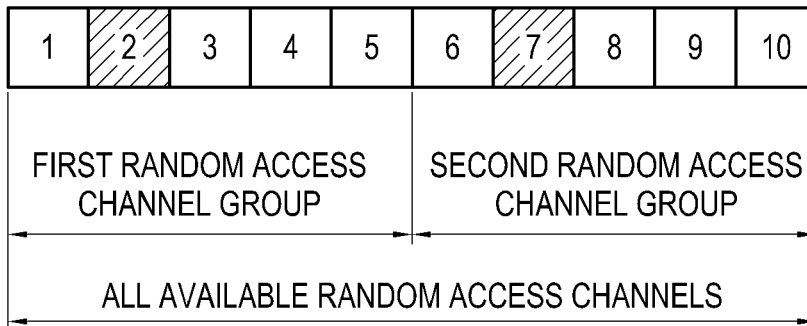 1 2 3 4 5 6 7 8 9 10
FIRST RANDOM ACCESS
CHANNEL GROUP
SECOND RANDOM ACCESS
CHANNEL GROUP
ALL AVAILABLE RANDOM ACCESS CHANNELS